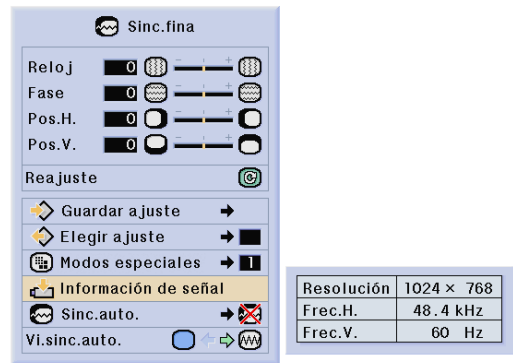 Sinc.fina
Reloj 0 - +
Fase 0 - +
Pos.H. 0 - +
Pos.V. 0 - +
Reajuste
Guardar ajuste
Elegir ajuste
Modos especiales 1
Información de señal
Sinc.auto.
Vi.sinc.auto.
Resolución 1024 × 768
Frec.H. 48.4 kHz
Frec.V. 60 Hz